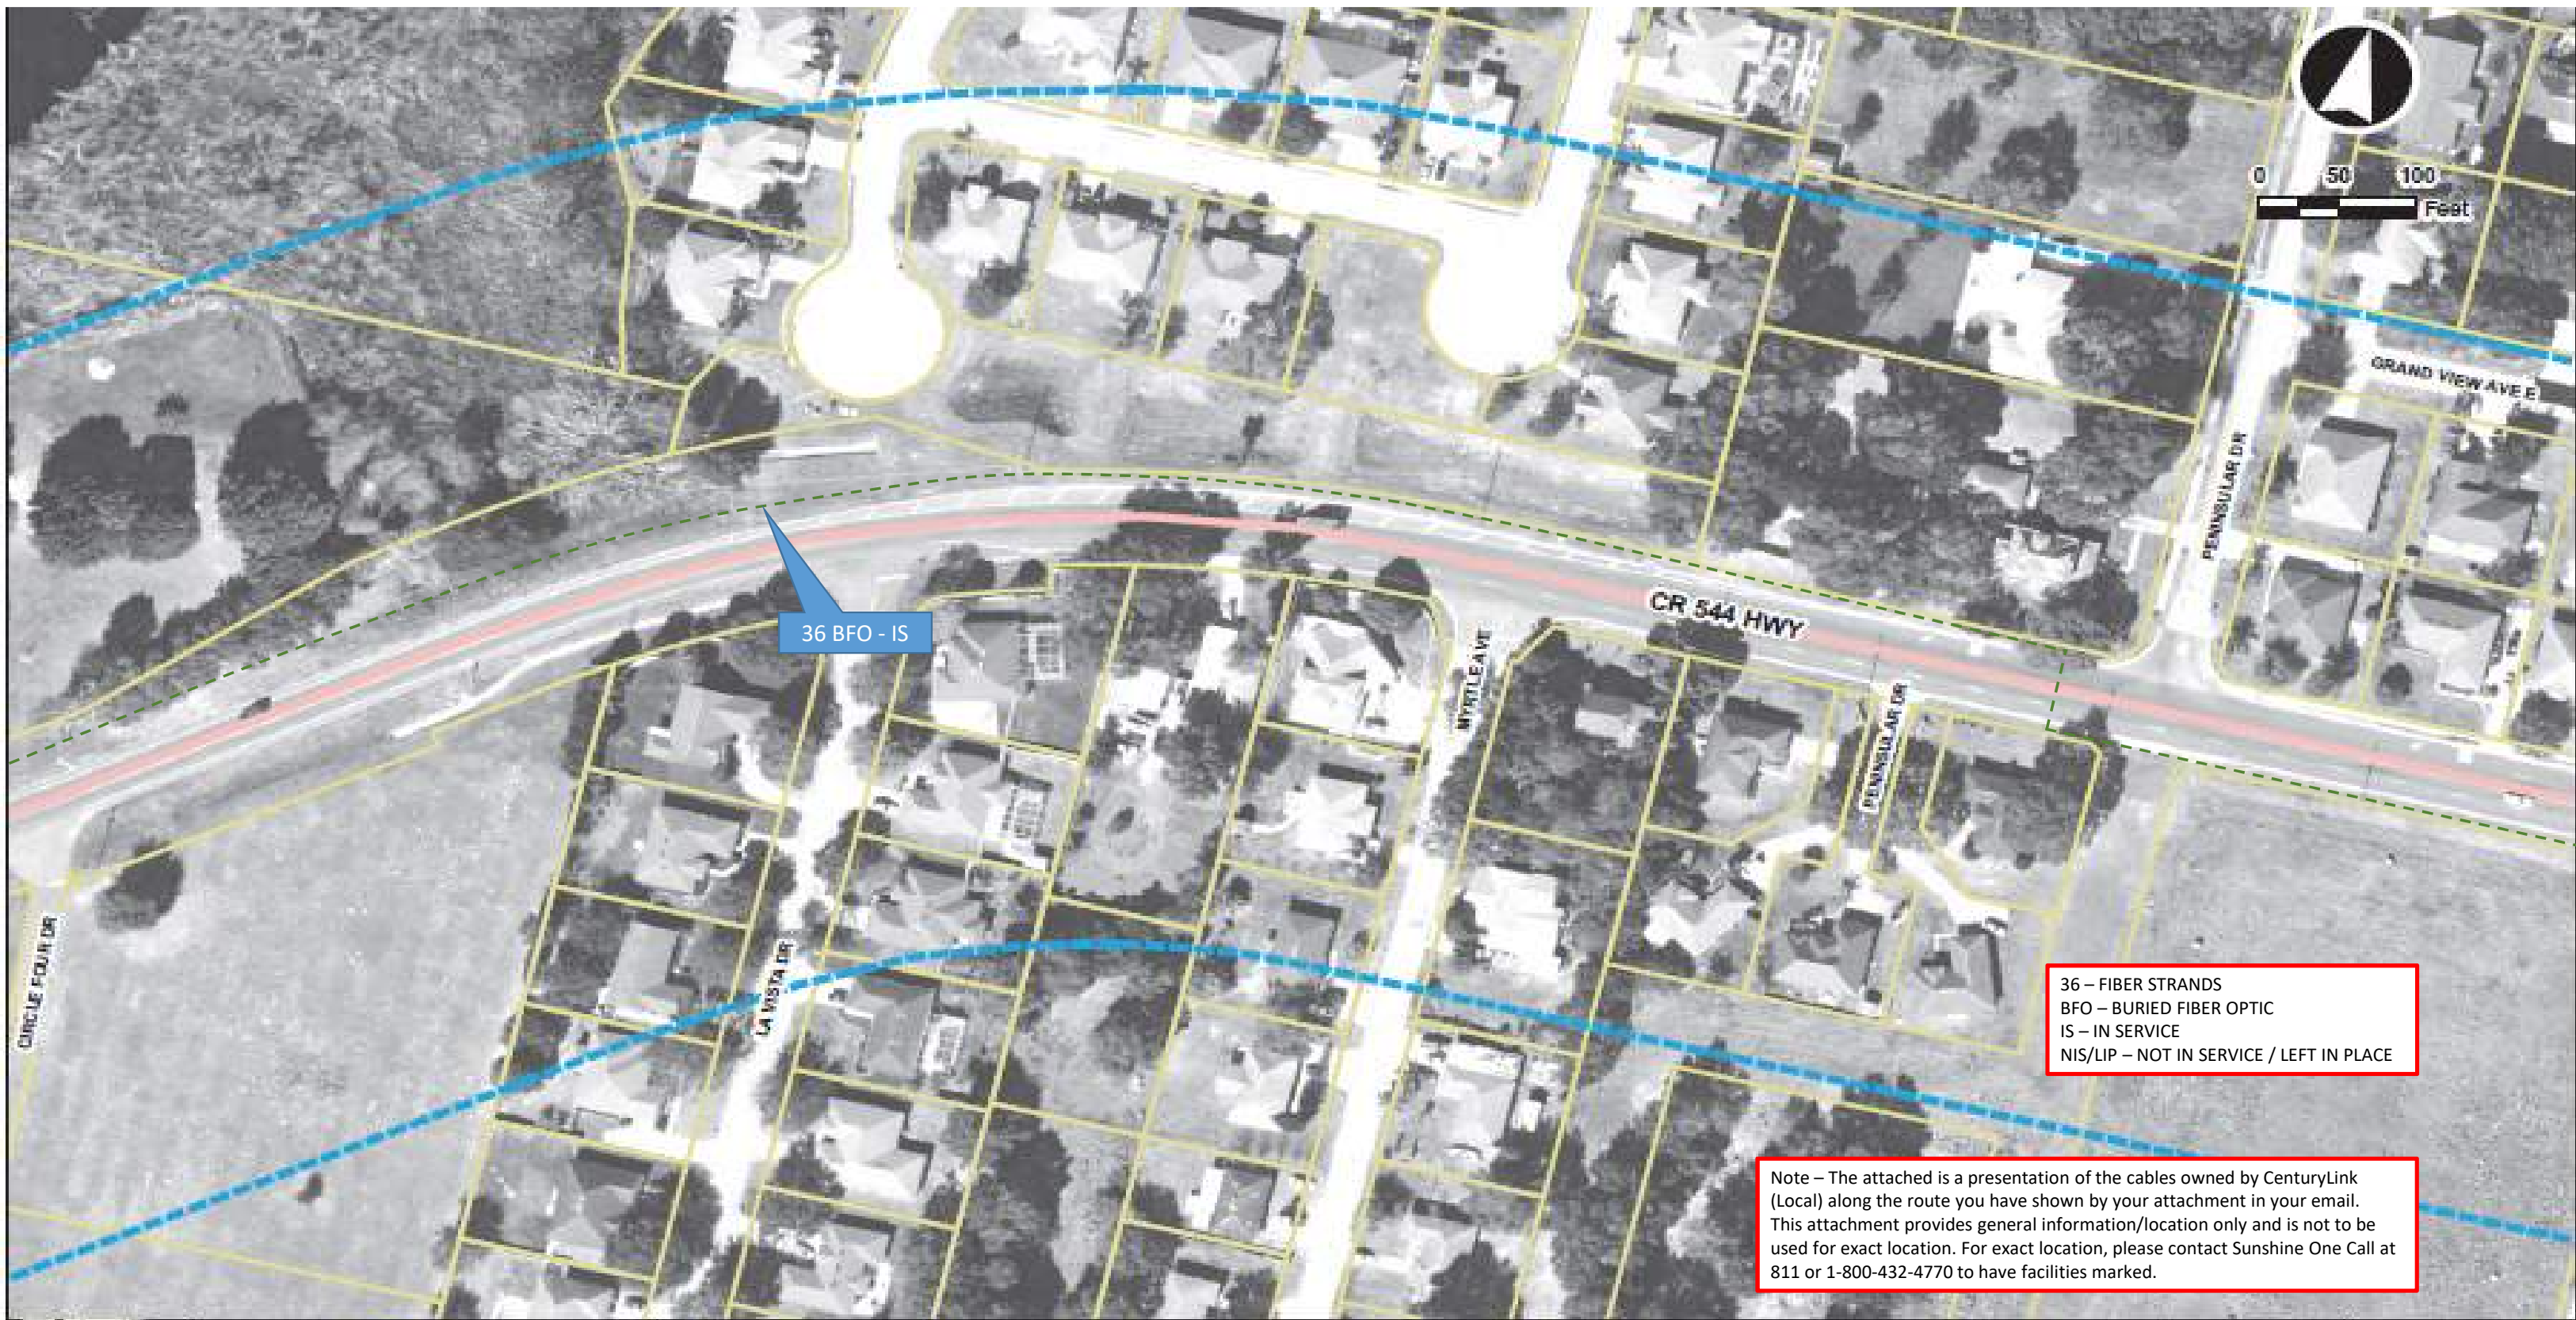 0 50 100
Feet
GRAND VIEW AVE E
PENINSULAR DR
36 BFO - IS
CR 544 HWY
MYRTLE AVE
PENINSULAR DR
CIRCLE FOUR DR
LA VISTA DR
36 – FIBER STRANDS
BFO – BURIED FIBER OPTIC
IS – IN SERVICE
NIS/LIP – NOT IN SERVICE / LEFT IN PLACE
Note – The attached is a presentation of the cables owned by CenturyLink
(Local) along the route you have shown by your attachment in your email.
This attachment provides general information/location only and is not to be
used for exact location. For exact location, please contact Sunshine One Call at
811 or 1-800-432-4770 to have facilities marked.